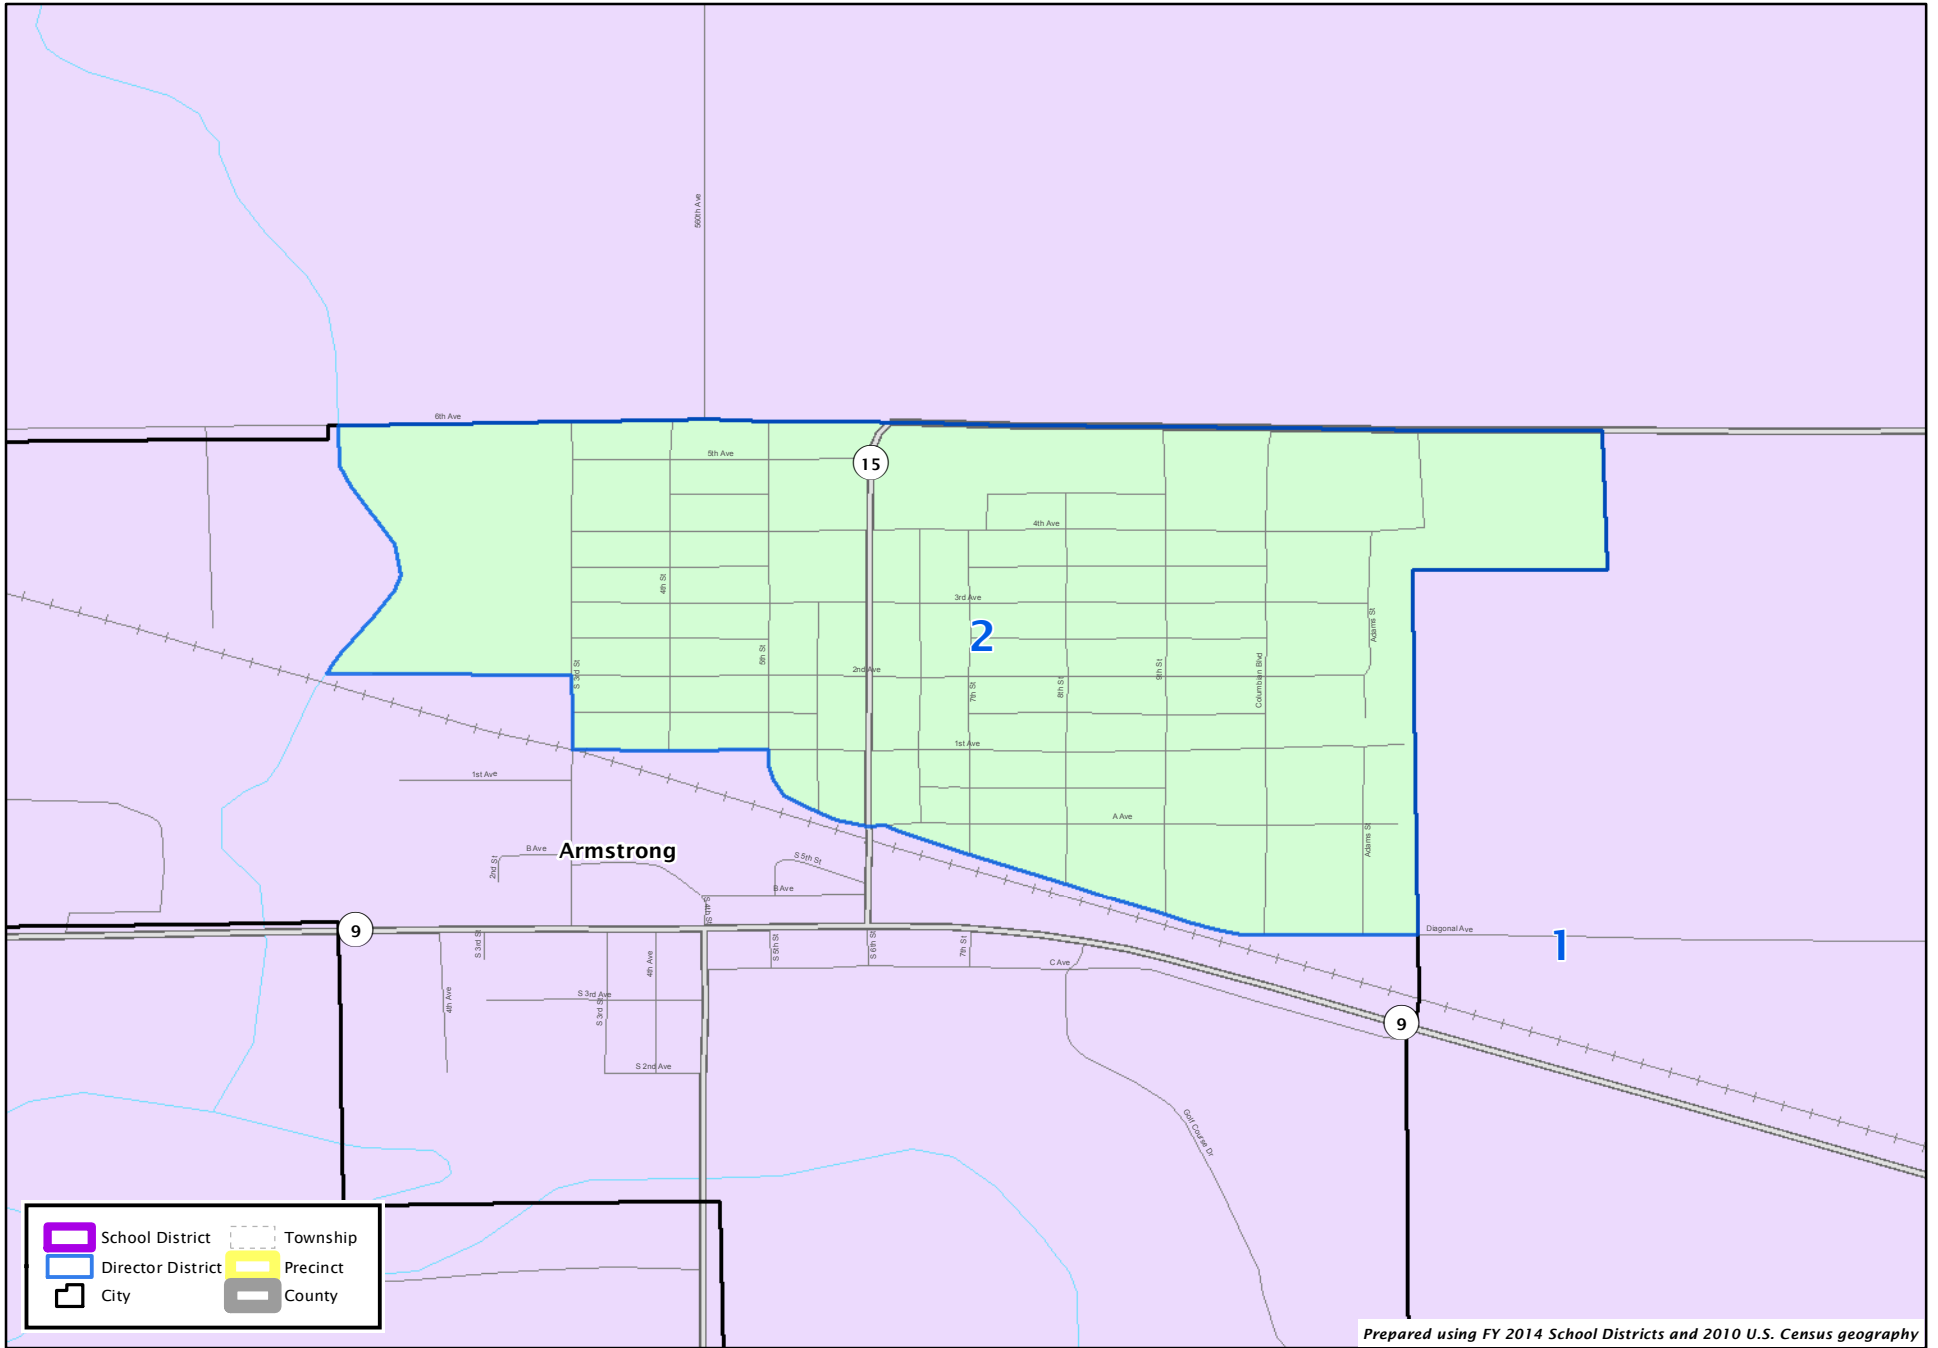 560th Ave
6th Ave
5th Ave
15
4th Ave
4th St
3rd Ave
Adams St
2
5th St
S 3rd St
2nd Ave
7th St
8th St
9th St
Columbian Blvd
1st Ave
1st Ave
A Ave
Adams St
B Ave
Armstrong
2nd St
S 5th St
B Ave
S 4th St
9
Diagonal Ave
1
S 3rd St
4th Ave
S 5th St
S 6th St
7th St
C Ave
4th Ave
S 3rd Ave
S 3rd St
9
S 2nd Ave
Golf Course Dr
School District
Township
Director District
Precinct
City
County
Prepared using FY 2014 School Districts and 2010 U.S. Census geography